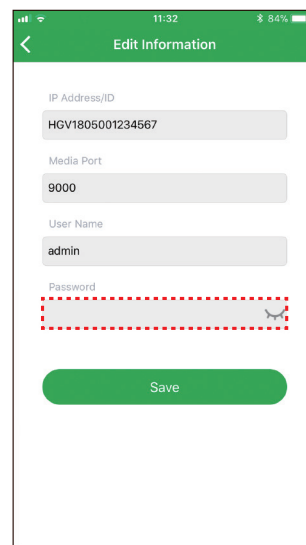 11:32
84%
Edit Information
IP Address/ID
HGV1805001234567
Media Port
9000
User Name
admin
Password
Save